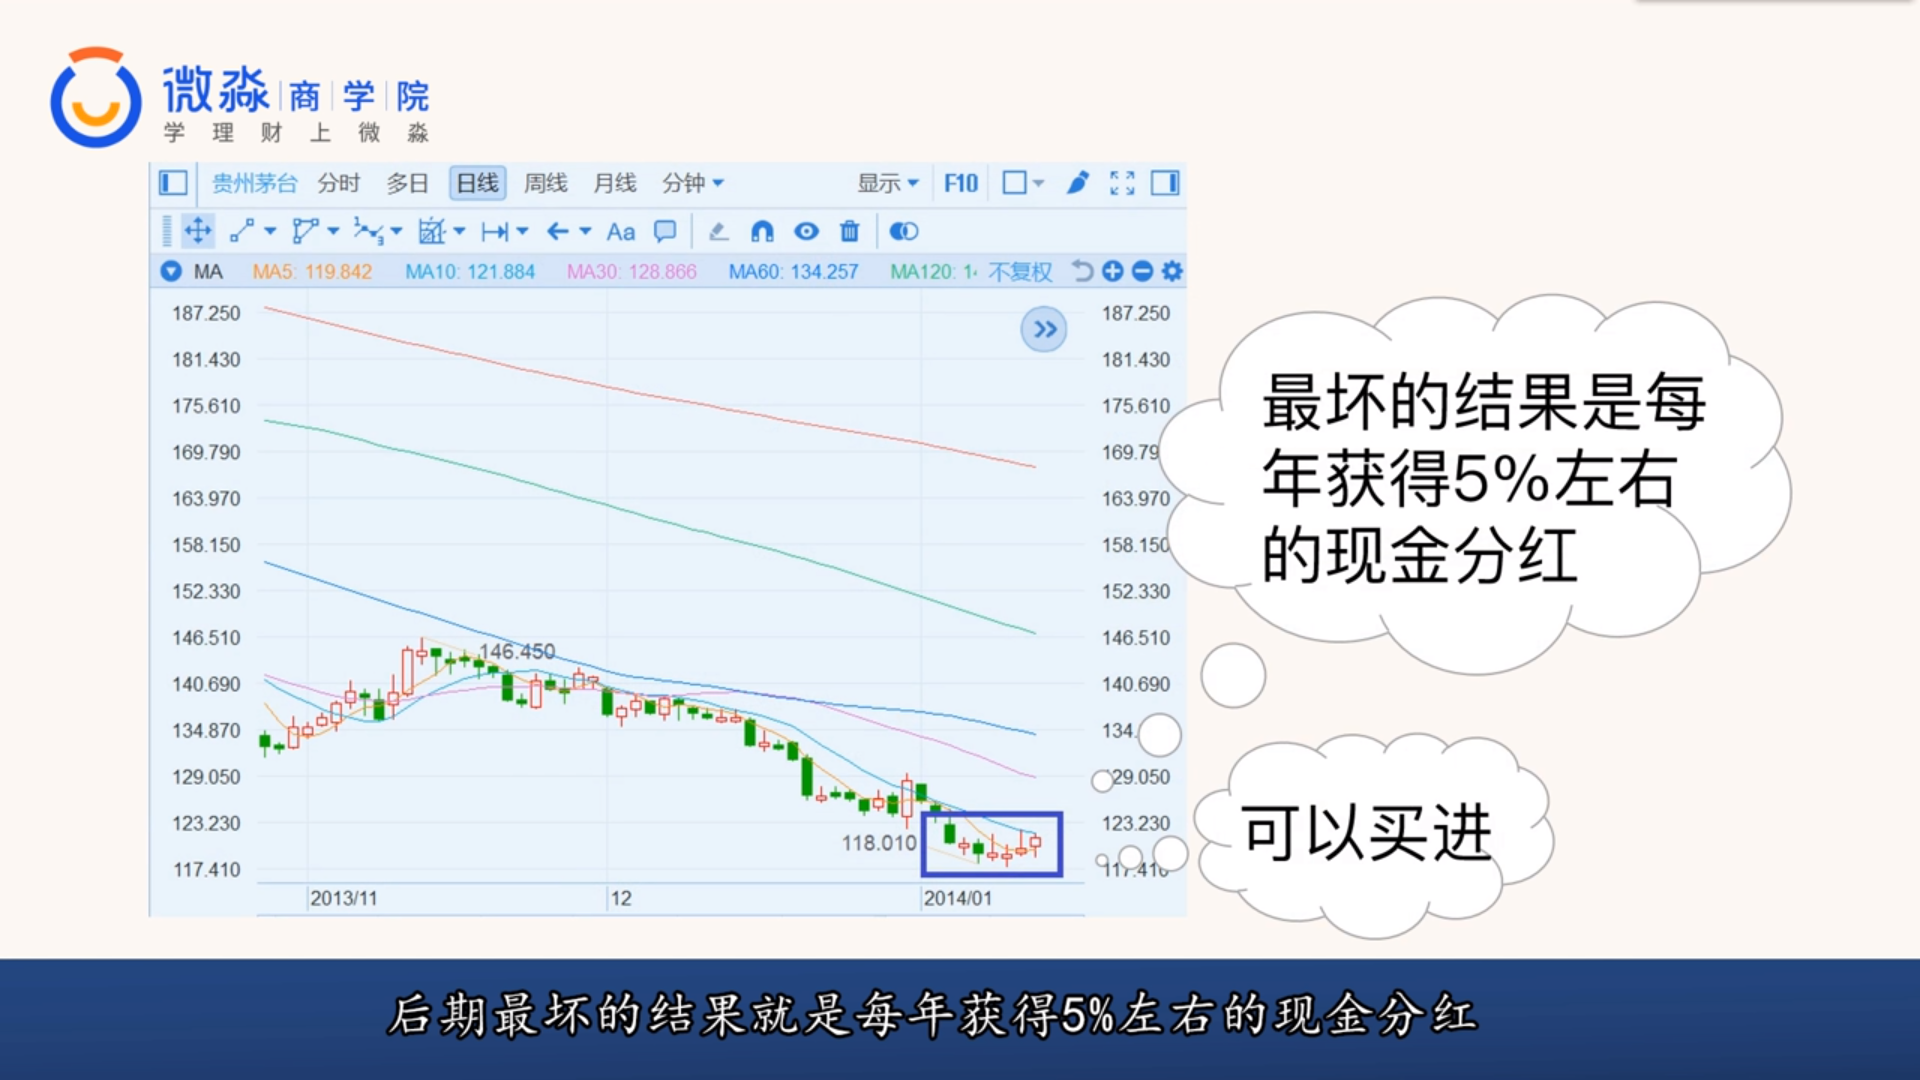 微淼 商 学 院
学 理 财 上 微 淼
贵州茅台 分时 多日 日线 周线 月线 分钟 显示 F10
Aa
MA MA5: 119.842 MA10: 121.884 MA30: 128.866 MA60: 134.257 MA120: 不复权
187.250 187.250
181.430 181.430
175.610 175.610
169.790 169.79
163.970 163.970
158.150 158.150
152.330 152.330
146.510 146.510
146.450
140.690 140.690
134.870 134.
129.050 29.050
123.230 123.230
118.010
117.410 117.410
2013/11 12 2014/01
最坏的结果是每
年获得5%左右
的现金分红
可以买进
后期最坏的结果就是每年获得5%左右的现金分红